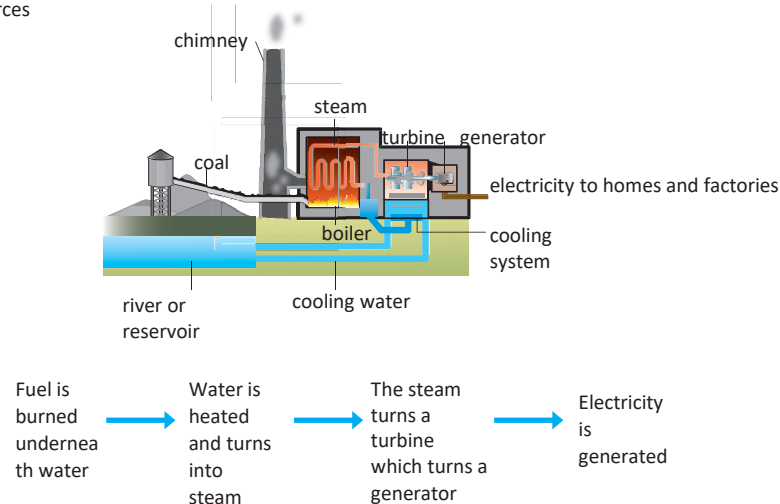 rces
chimney
steam
turbine generator
coal
electricity to homes and factories
boiler
cooling
system
river or
reservoir
cooling water
Fuel is
burned
undernea
th water
Water is
heated
and turns
into
steam
The steam
turns a
turbine
which turns a
generator
Electricity
is
generated